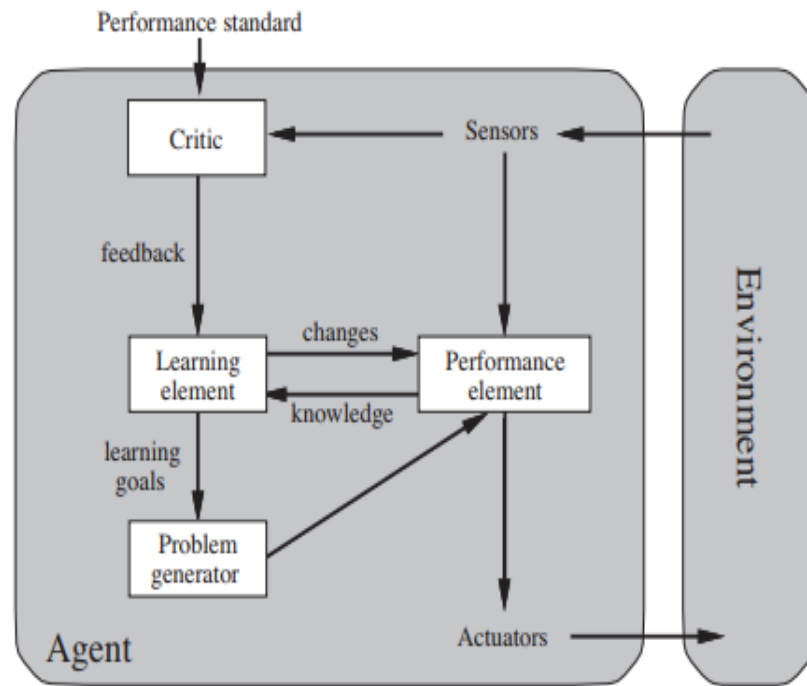 Performance standard
Critic
Sensors
feedback
changes
Learning
element
Performance
element
knowledge
learning
goals
Problem
generator
Agent
Actuators
Environment